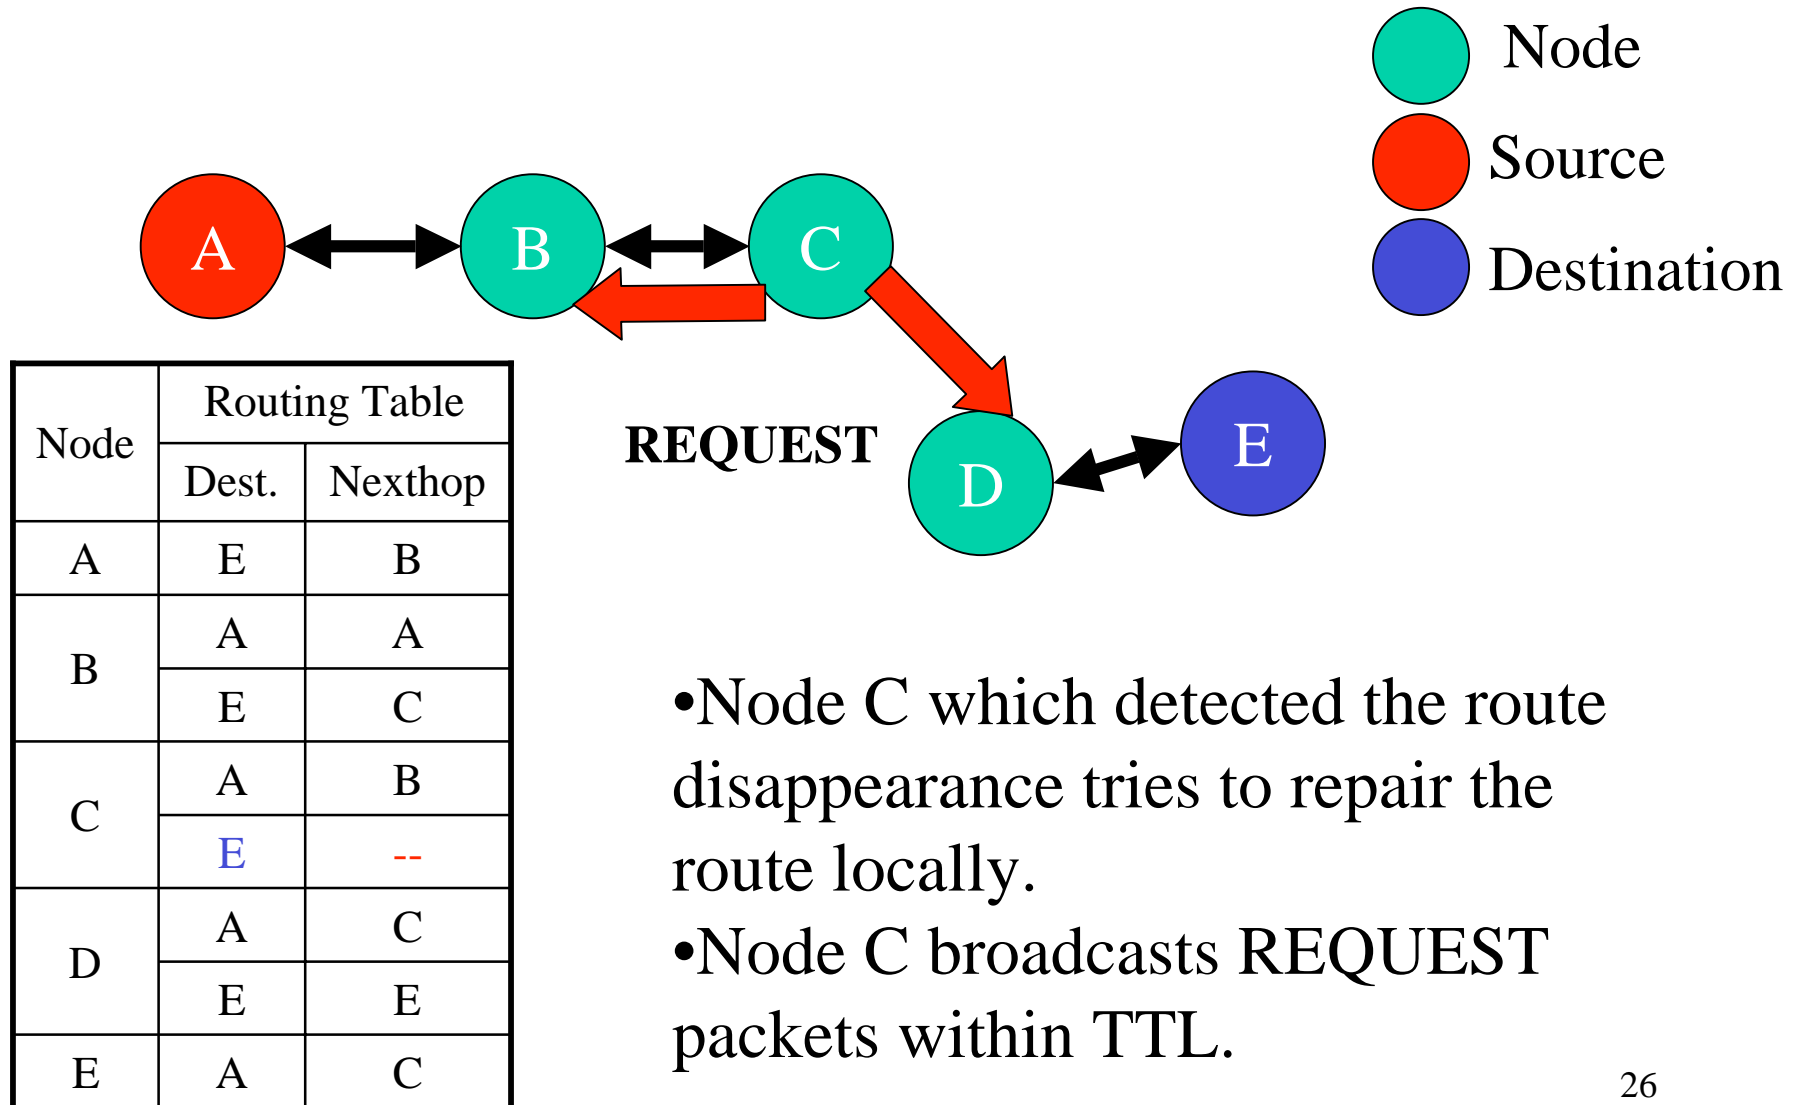 Node
Source
Destination
A
B
C
D
E
REQUEST
Node
Routing Table
Dest. Nexthop
A E B
B A A
E C
C A B
E --
D A C
E E
E A C
•Node C which detected the route
disappearance tries to repair the
route locally.
•Node C broadcasts REQUEST
packets within TTL.
26